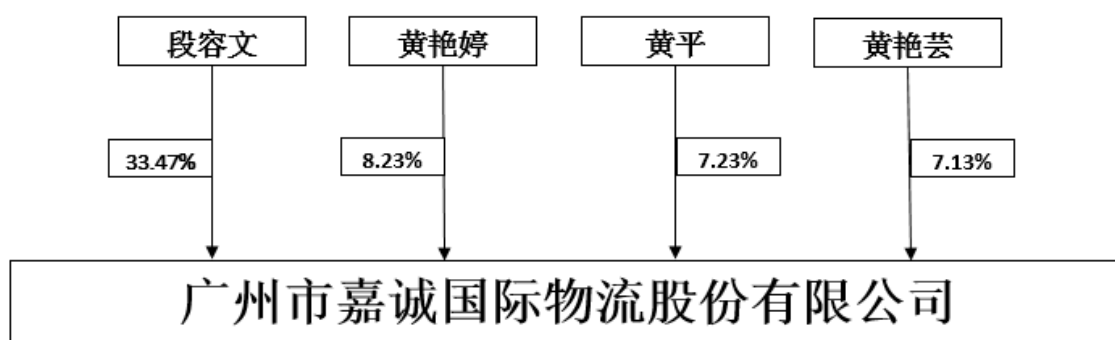 段容文
黄艳婷
黄平
黄艳芸
33.47%
8.23%
7.23%
7.13%
广州市嘉诚国际物流股份有限公司